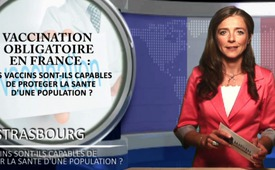 VACCINATION
OBLIGATOIRE
EN FRANCE :
S VACCINS SONT-ILS CAPABLES
DE PROTEGER LA SANTE
D'UNE POPULATION ?
STRASBOURG
CINS SONT-ILS CAPABLES DE
R LA SANTE D'UNE POPULATION ?